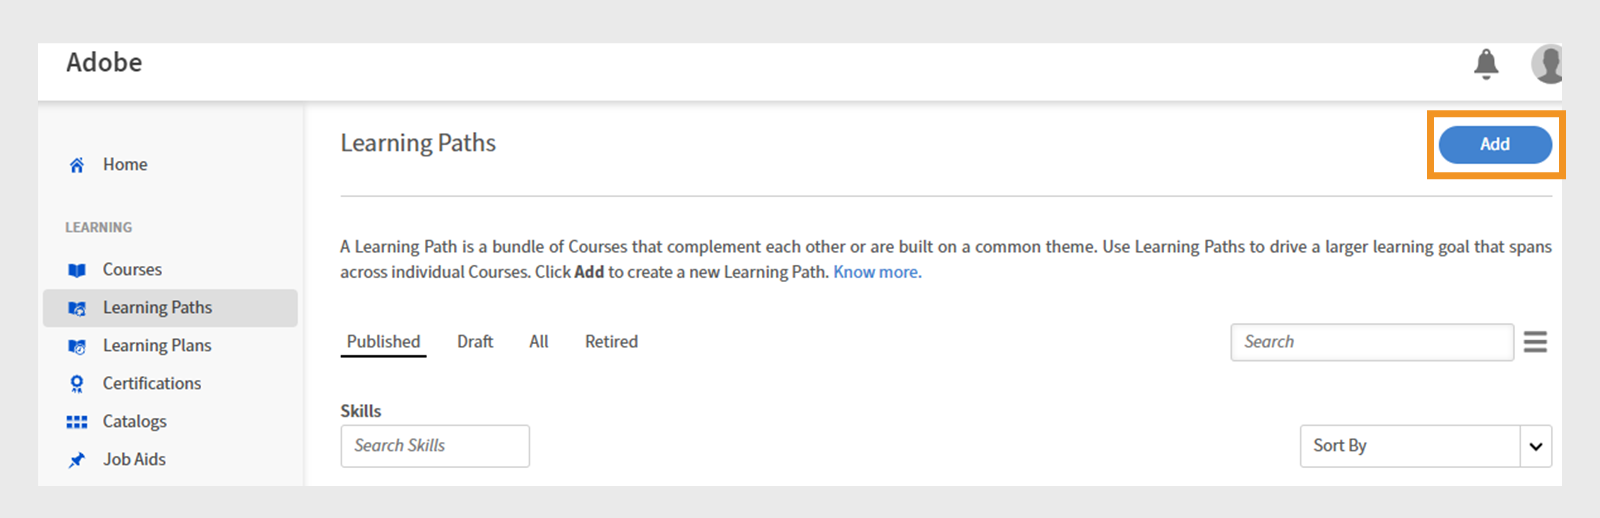 Adobe
Home
LEARNING
Courses
Learning Paths
Learning Plans
Certifications
Catalogs
Job Aids
Learning Paths
Add
A Learning Path is a bundle of Courses that complement each other or are built on a common theme. Use Learning Paths to drive a larger learning goal that spans
across individual Courses. Click Add to create a new Learning Path. Know more.
Published Draft All Retired
Search
Skills
Search Skills
Sort By